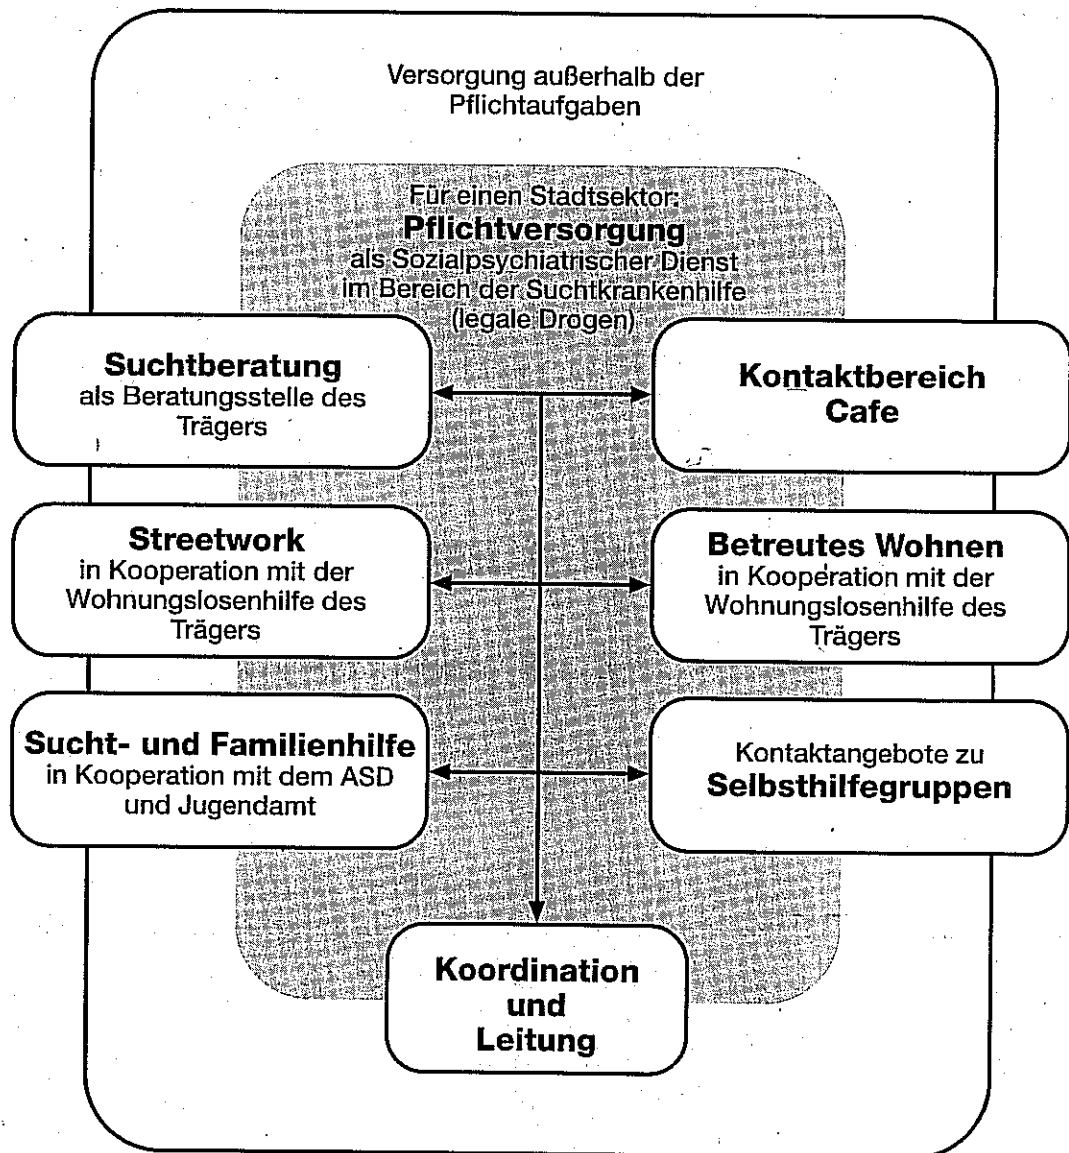 Versorgung außerhalb der
Pflichtaufgaben
Für einen Stadtsektor:
Pflichtversorgung
als Sozialpsychiatrischer Dienst
im Bereich der Suchtkrankenhilfe
(legale Drogen)
Suchtberatung
als Beratungsstelle des
Trägers
Kontaktbereich
Cafe
Streetwork
in Kooperation mit der
Wohnungslosenhilfe des
Trägers
Betreutes Wohnen
in Kooperation mit der
Wohnungslosenhilfe des
Trägers
Sucht- und Familienhilfe
in Kooperation mit dem ASD
und Jugendamt
Kontaktangebote zu
Selbsthilfegruppen
Koordination
und
Leitung